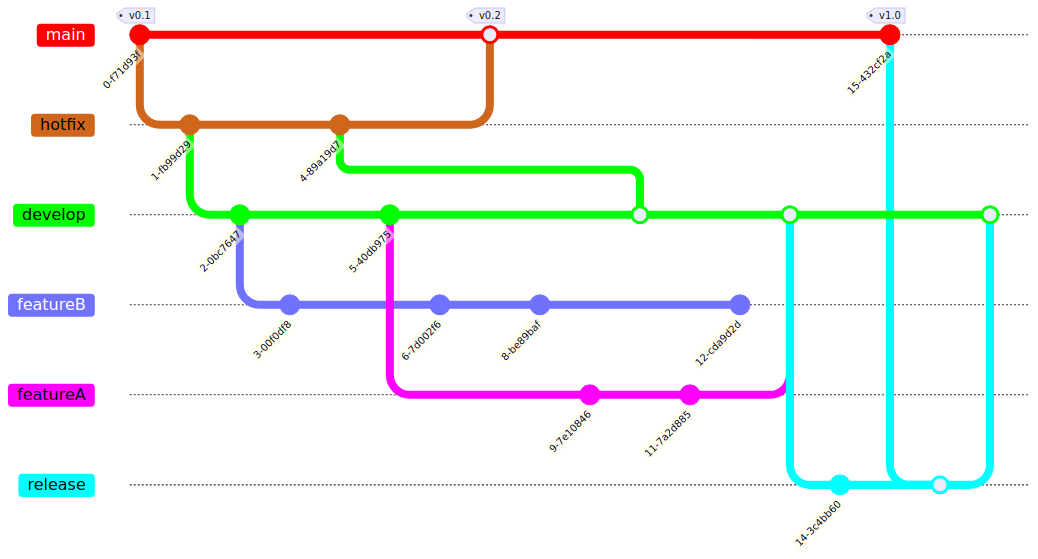 v0.1
v0.2
v1.0
main
0-f71d93f
15-432cf2a
hotfix
1-fb99d29
4-89a19d7
develop
2-0bc7647
5-40db975
featureB
3-00f0df8
6-7d002f6
8-be89baf
12-cda9d2d
featureA
9-7e10846
11-7a2d885
release
14-3c4bb60